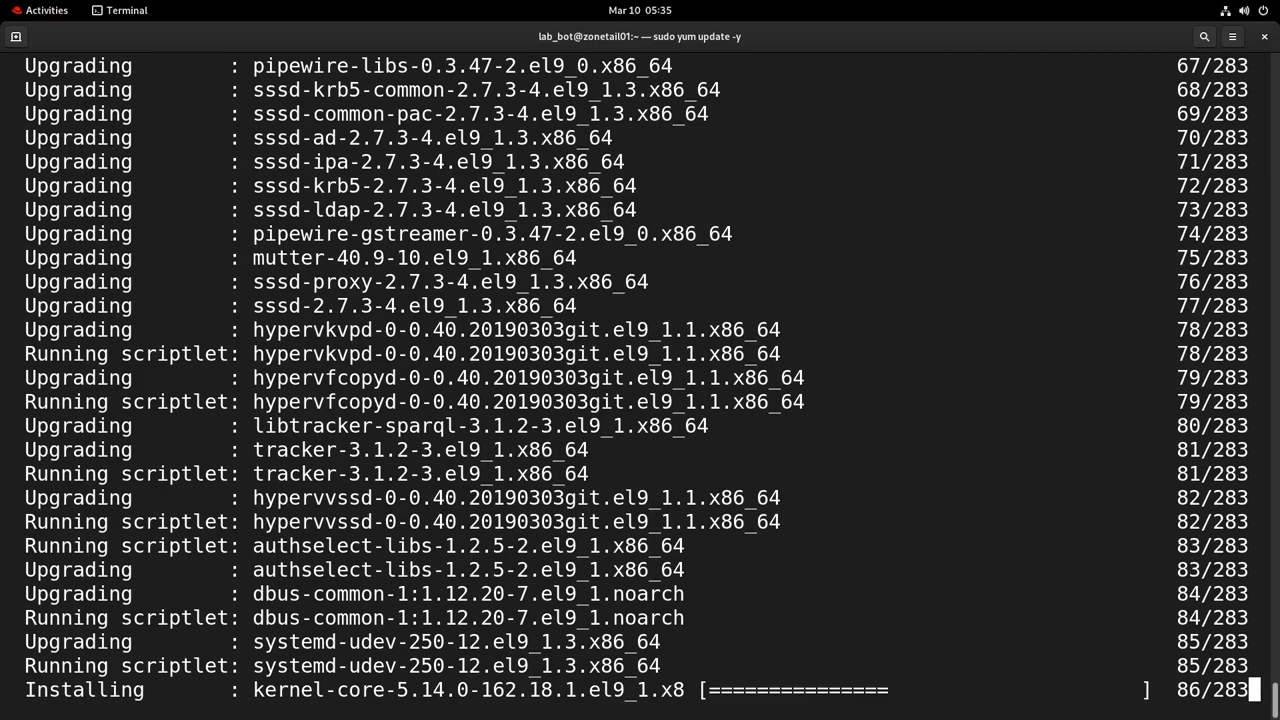 Activities Terminal Mar 10 05:35
lab_bot@zonetail01:~ — sudo yum update -y
Upgrading : pipewire-libs-0.3.47-2.el9_0.x86_64 67/283
Upgrading : sssd-krb5-common-2.7.3-4.el9_1.3.x86_64 68/283
Upgrading : sssd-common-pac-2.7.3-4.el9_1.3.x86_64 69/283
Upgrading : sssd-ad-2.7.3-4.el9_1.3.x86_64 70/283
Upgrading : sssd-ipa-2.7.3-4.el9_1.3.x86_64 71/283
Upgrading : sssd-krb5-2.7.3-4.el9_1.3.x86_64 72/283
Upgrading : sssd-ldap-2.7.3-4.el9_1.3.x86_64 73/283
Upgrading : pipewire-gstreamer-0.3.47-2.el9_0.x86_64 74/283
Upgrading : mutter-40.9-10.el9_1.x86_64 75/283
Upgrading : sssd-proxy-2.7.3-4.el9_1.3.x86_64 76/283
Upgrading : sssd-2.7.3-4.el9_1.3.x86_64 77/283
Upgrading : hypervkvpd-0-0.40.20190303git.el9_1.1.x86_64 78/283
Running scriptlet: hypervkvpd-0-0.40.20190303git.el9_1.1.x86_64 78/283
Upgrading : hypervfcopyd-0-0.40.20190303git.el9_1.1.x86_64 79/283
Running scriptlet: hypervfcopyd-0-0.40.20190303git.el9_1.1.x86_64 79/283
Upgrading : libtracker-sparql-3.1.2-3.el9_1.x86_64 80/283
Upgrading : tracker-3.1.2-3.el9_1.x86_64 81/283
Running scriptlet: tracker-3.1.2-3.el9_1.x86_64 81/283
Upgrading : hypervvssd-0-0.40.20190303git.el9_1.1.x86_64 82/283
Running scriptlet: hypervvssd-0-0.40.20190303git.el9_1.1.x86_64 82/283
Running scriptlet: authselect-libs-1.2.5-2.el9_1.x86_64 83/283
Upgrading : authselect-libs-1.2.5-2.el9_1.x86_64 83/283
Upgrading : dbus-common-1:1.12.20-7.el9_1.noarch 84/283
Running scriptlet: dbus-common-1:1.12.20-7.el9_1.noarch 84/283
Upgrading : systemd-udev-250-12.el9_1.3.x86_64 85/283
Running scriptlet: systemd-udev-250-12.el9_1.3.x86_64 85/283
Installing : kernel-core-5.14.0-162.18.1.el9_1.x8 [=============== ] 86/283